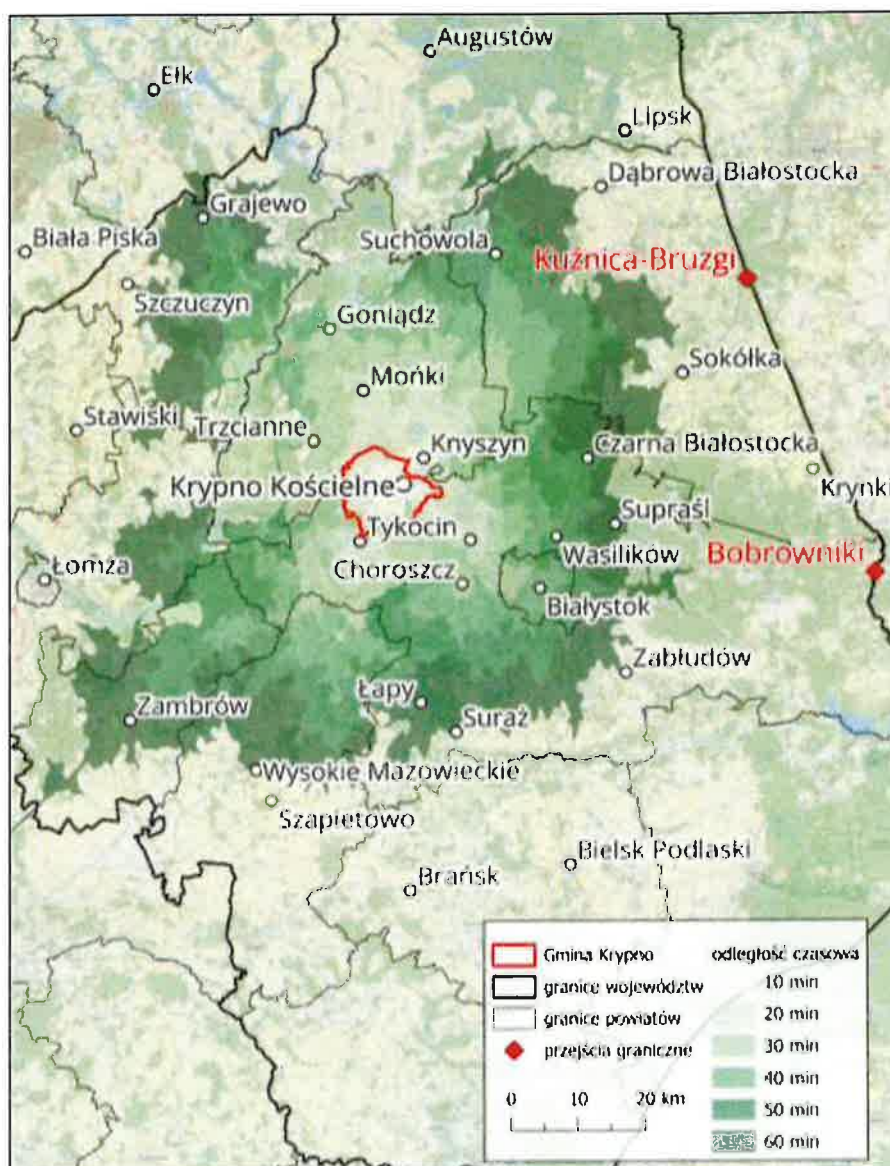 Augustów
Ełk
Lipsk
Dąbrowa Białostocka
Grajewo
Biała Piska
Suchowola
Kuźnica-Bruzgi
Szczuczyn
Goniądz
Sokółka
Mońki
Stawiski
Trzcianne
Knyszyn
Czarna Białostocka
Krypno Kościelne
Krynki
Supraśl
Tykocin
Wasilików
Bobrowniki
Łomża
Choroszcz
Białystok
Zabłudów
Łapy
Zambrów
Suraż
Wysokie Mazowieckie
Szapietowo
Bielsk Podlaski
Brańsk
Gmina Krypno
granice województw
granice powiatów
przejścia graniczne
0 10 20 km
odległość czasowa
10 min
20 min
30 min
40 min
50 min
60 min